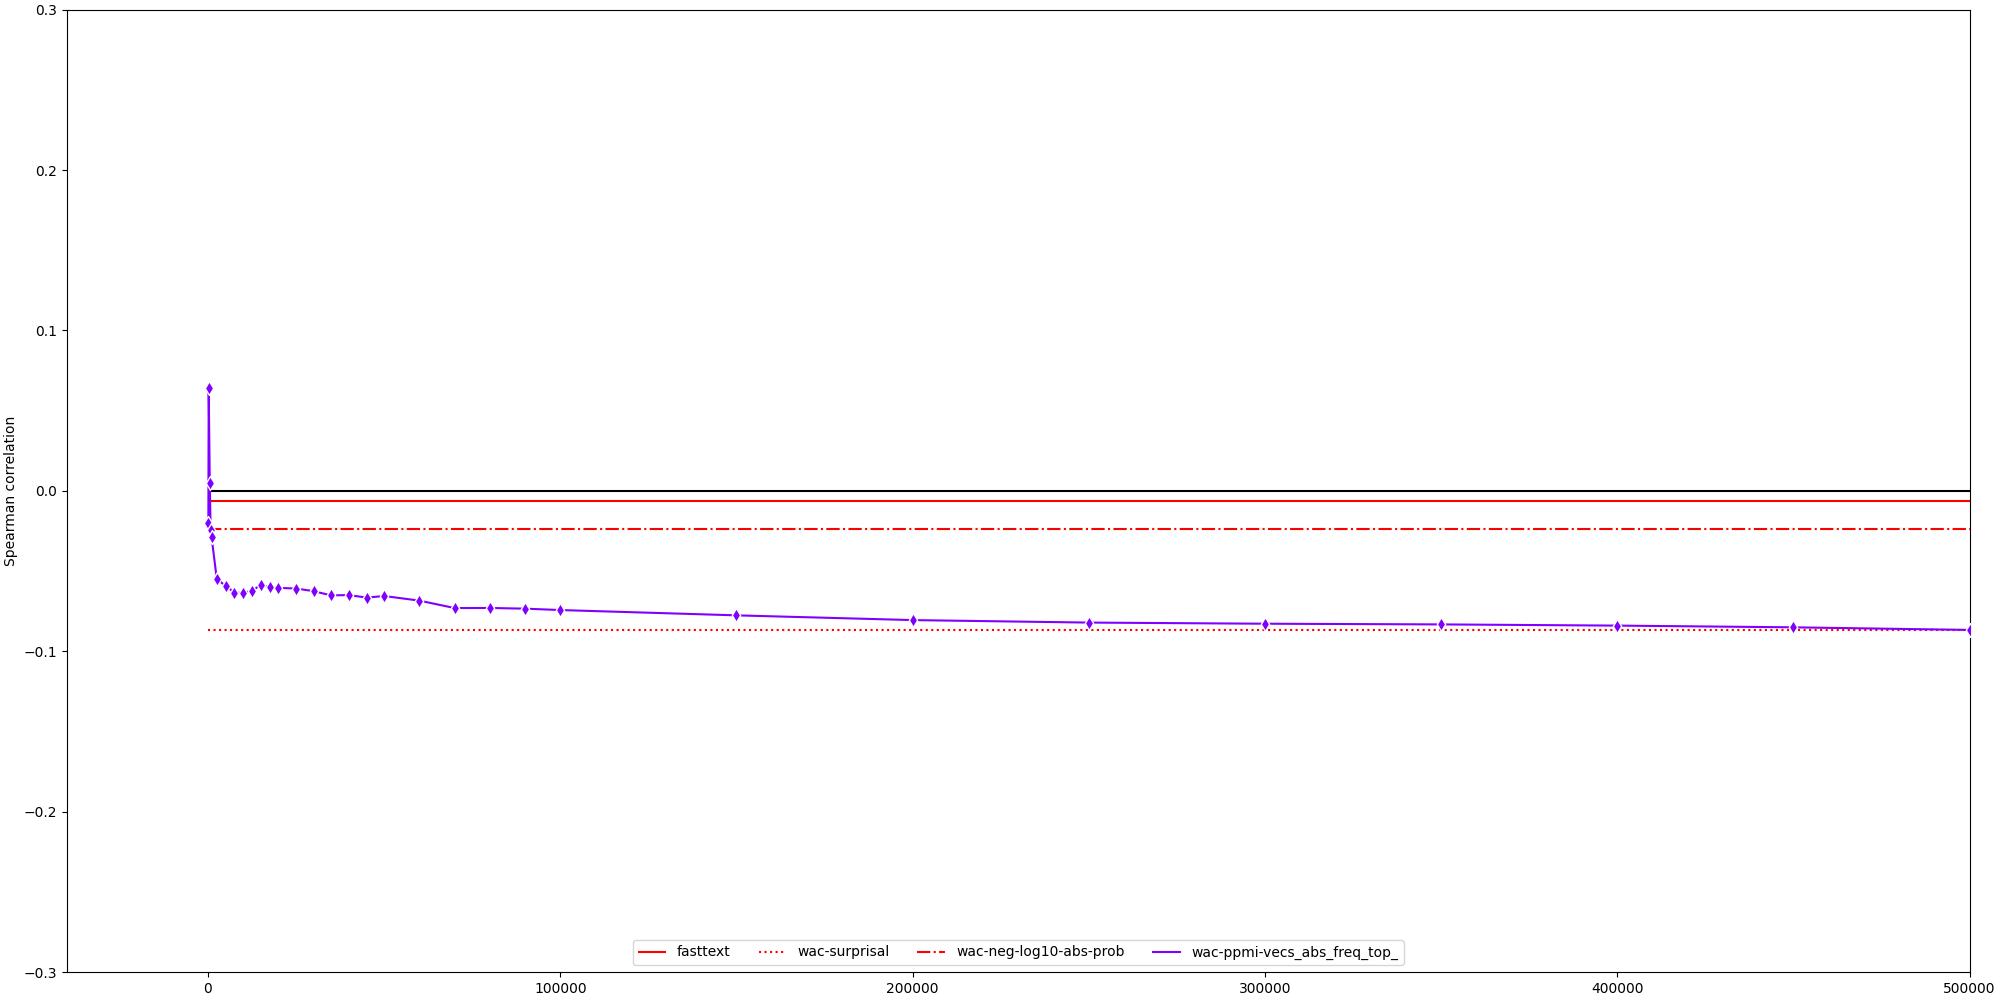 0.3
0.2
0.1
0.0
−0.1
−0.2
−0.3
Spearman correlation
fasttext wac-surprisal wac-neg-log10-abs-prob wac-ppmi-vecs_abs_freq_top_
0 100000 200000 300000 400000 500000